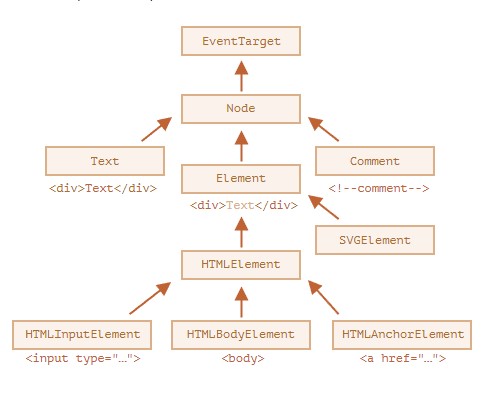 EventTarget
Node
Text
Comment
<div>Text</div>
Element
<!--comment-->
<div>Text</div>
SVGElement
HTMLElement
HTMLInputElement
HTMLBodyElement
HTMLAnchorElement
<input type="…">
<body>
<a href="…">